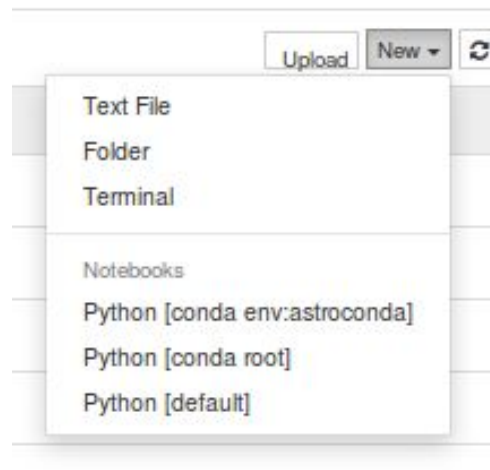 Upload New
Text File
Folder
Terminal
Notebooks
Python [conda env:astroconda]
Python [conda root]
Python [default]